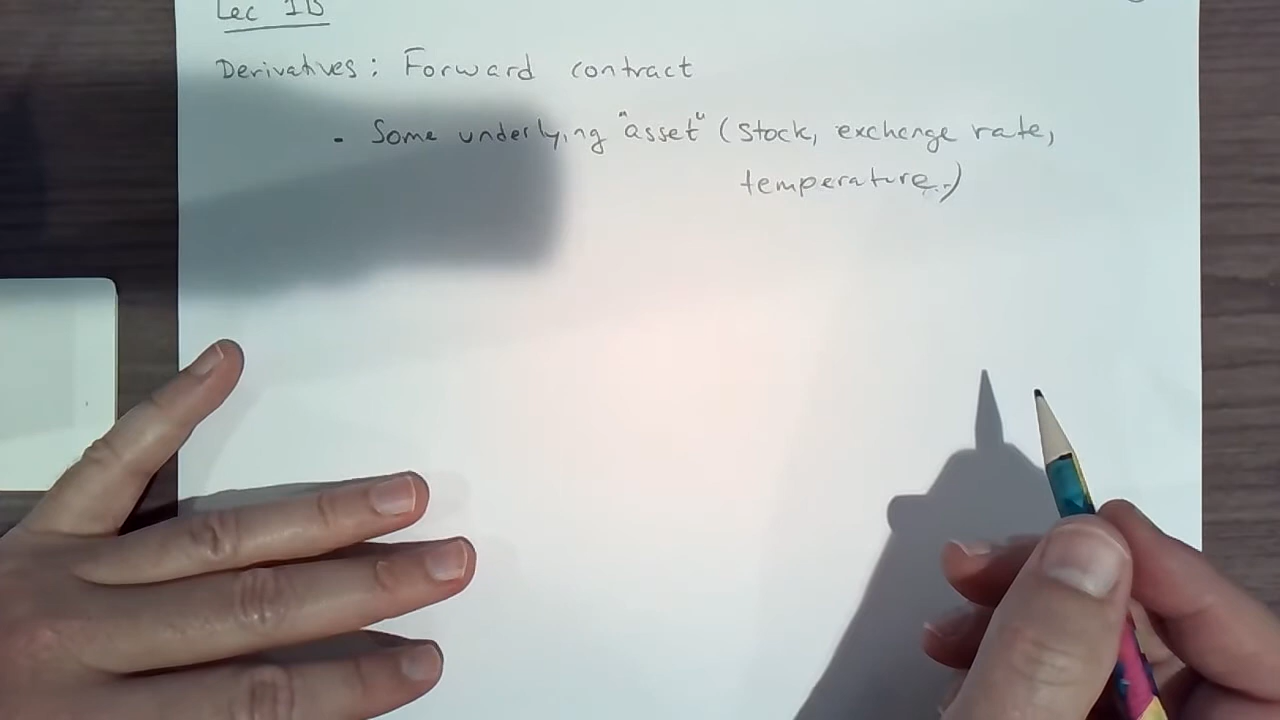 Lec 1B
Derivatives: Forward contract
- Some underlying "asset" (stock, exchange rate,
temperature...)